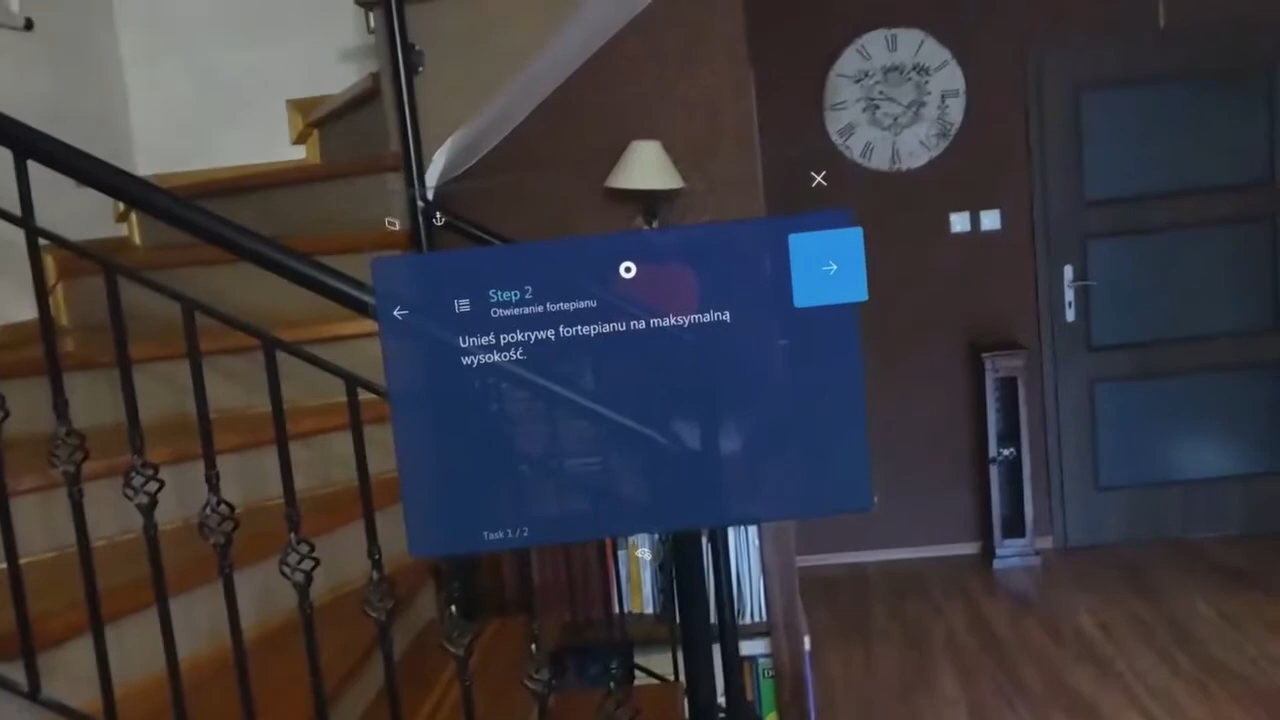 Step 2
Otwieranie fortepianu
Unieś pokrywę fortepianu na maksymalną
wysokość.
Task 1 / 2